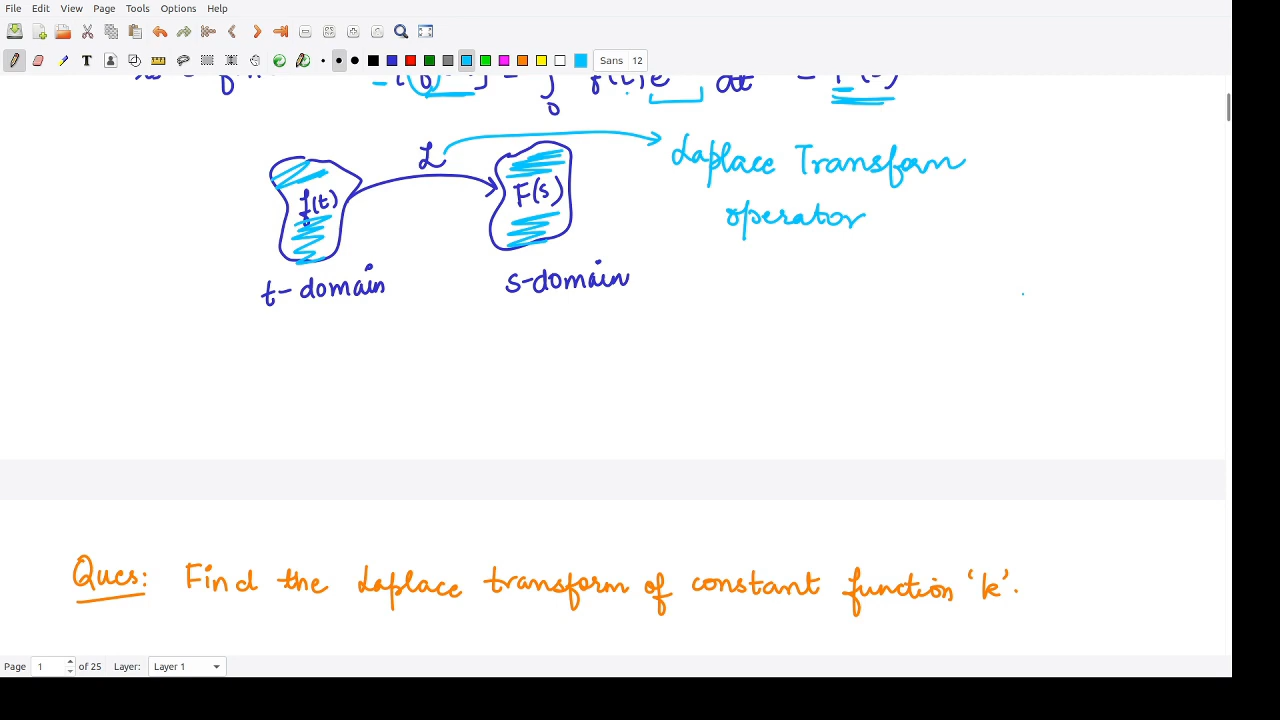 File Edit View Page Tools Options Help
T Sans 12
0
L Laplace Transform
f(t) F(s)
operator
t-domain s-domain
Ques: Find the Laplace transform of constant function 'k'.
Page 1 of 25 Layer: Layer 1